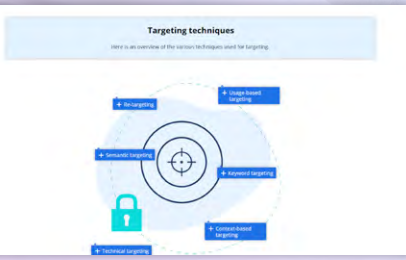 Targeting techniques
Here is an overview of the various techniques used for targeting.
+ Usage-based
targeting
+ Re-targeting
+ Semantic targeting
+ Keyword targeting
+ Context-based
targeting
+ Technical targeting